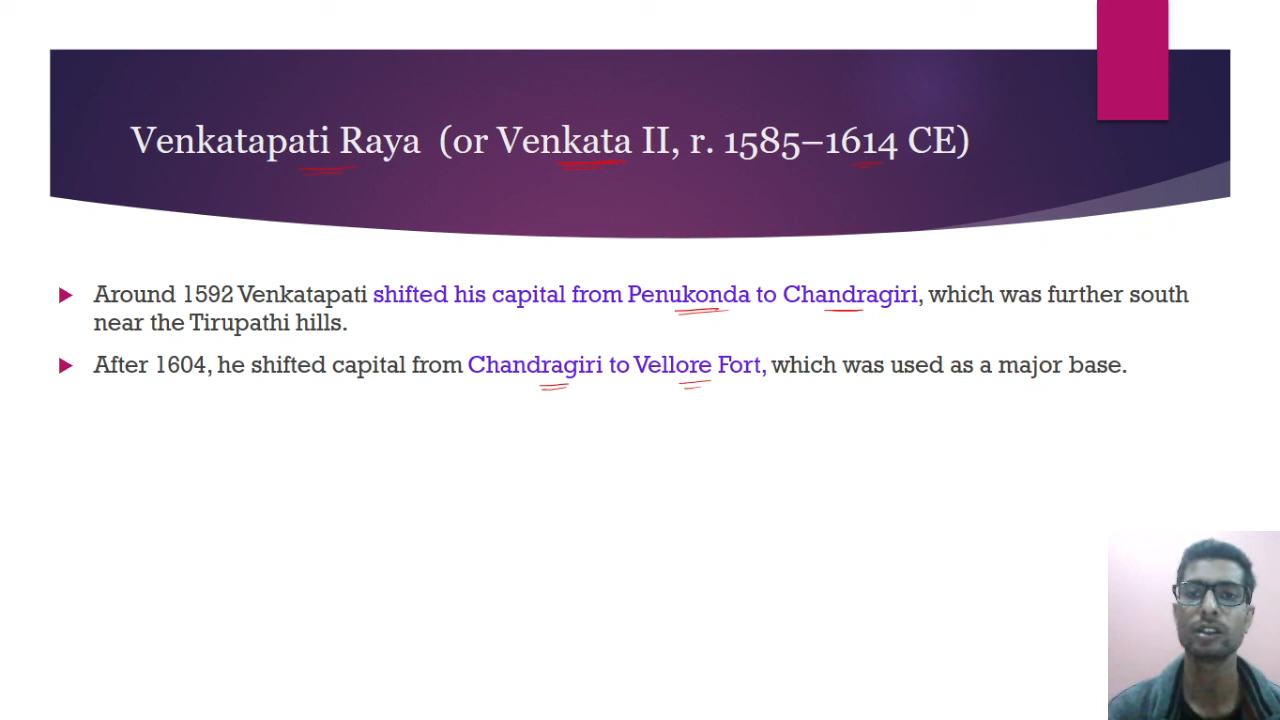 Venkatapati Raya (or Venkata II, r. 1585–1614 CE)
Around 1592 Venkatapati shifted his capital from Penukonda to Chandragiri, which was further south
near the Tirupathi hills.
After 1604, he shifted capital from Chandragiri to Vellore Fort, which was used as a major base.